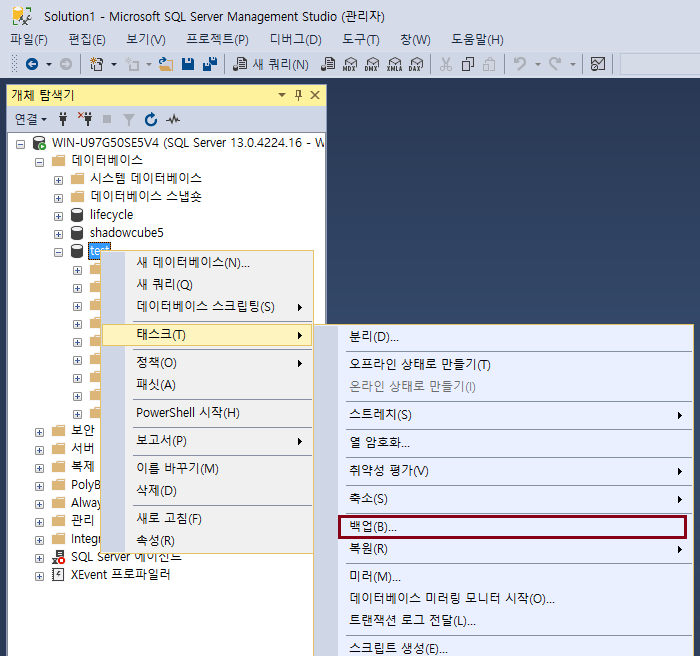 Solution1 - Microsoft SQL Server Management Studio (관리자)
파일(F) 편집(E) 보기(V) 프로젝트(P) 디버그(D) 도구(T) 창(W) 도움말(H)
새 쿼리(N) MDX DMX XMLA DAX
개체 탐색기
연결
WIN-U97G50SE5V4 (SQL Server 13.0.4224.16 - W
데이터베이스
시스템 데이터베이스
데이터베이스 스냅숏
lifecycle
shadowcube5
test
보안
서버
복제
PolyB
Alway
관리
Integr
SQL Server 에이전트
XEvent 프로파일러
새 데이터베이스(N)...
새 쿼리(Q)
데이터베이스 스크립팅(S)
태스크(T)
정책(O)
패싯(A)
PowerShell 시작(H)
보고서(P)
이름 바꾸기(M)
삭제(D)
새로 고침(F)
속성(R)
분리(D)...
오프라인 상태로 만들기(T)
온라인 상태로 만들기(I)
스트레치(S)
열 암호화...
취약성 평가(V)
축소(S)
백업(B)...
복원(R)
미러(M)...
데이터베이스 미러링 모니터 시작(O)...
트랜잭션 로그 전달(L)...
스크립트 생성(E)...